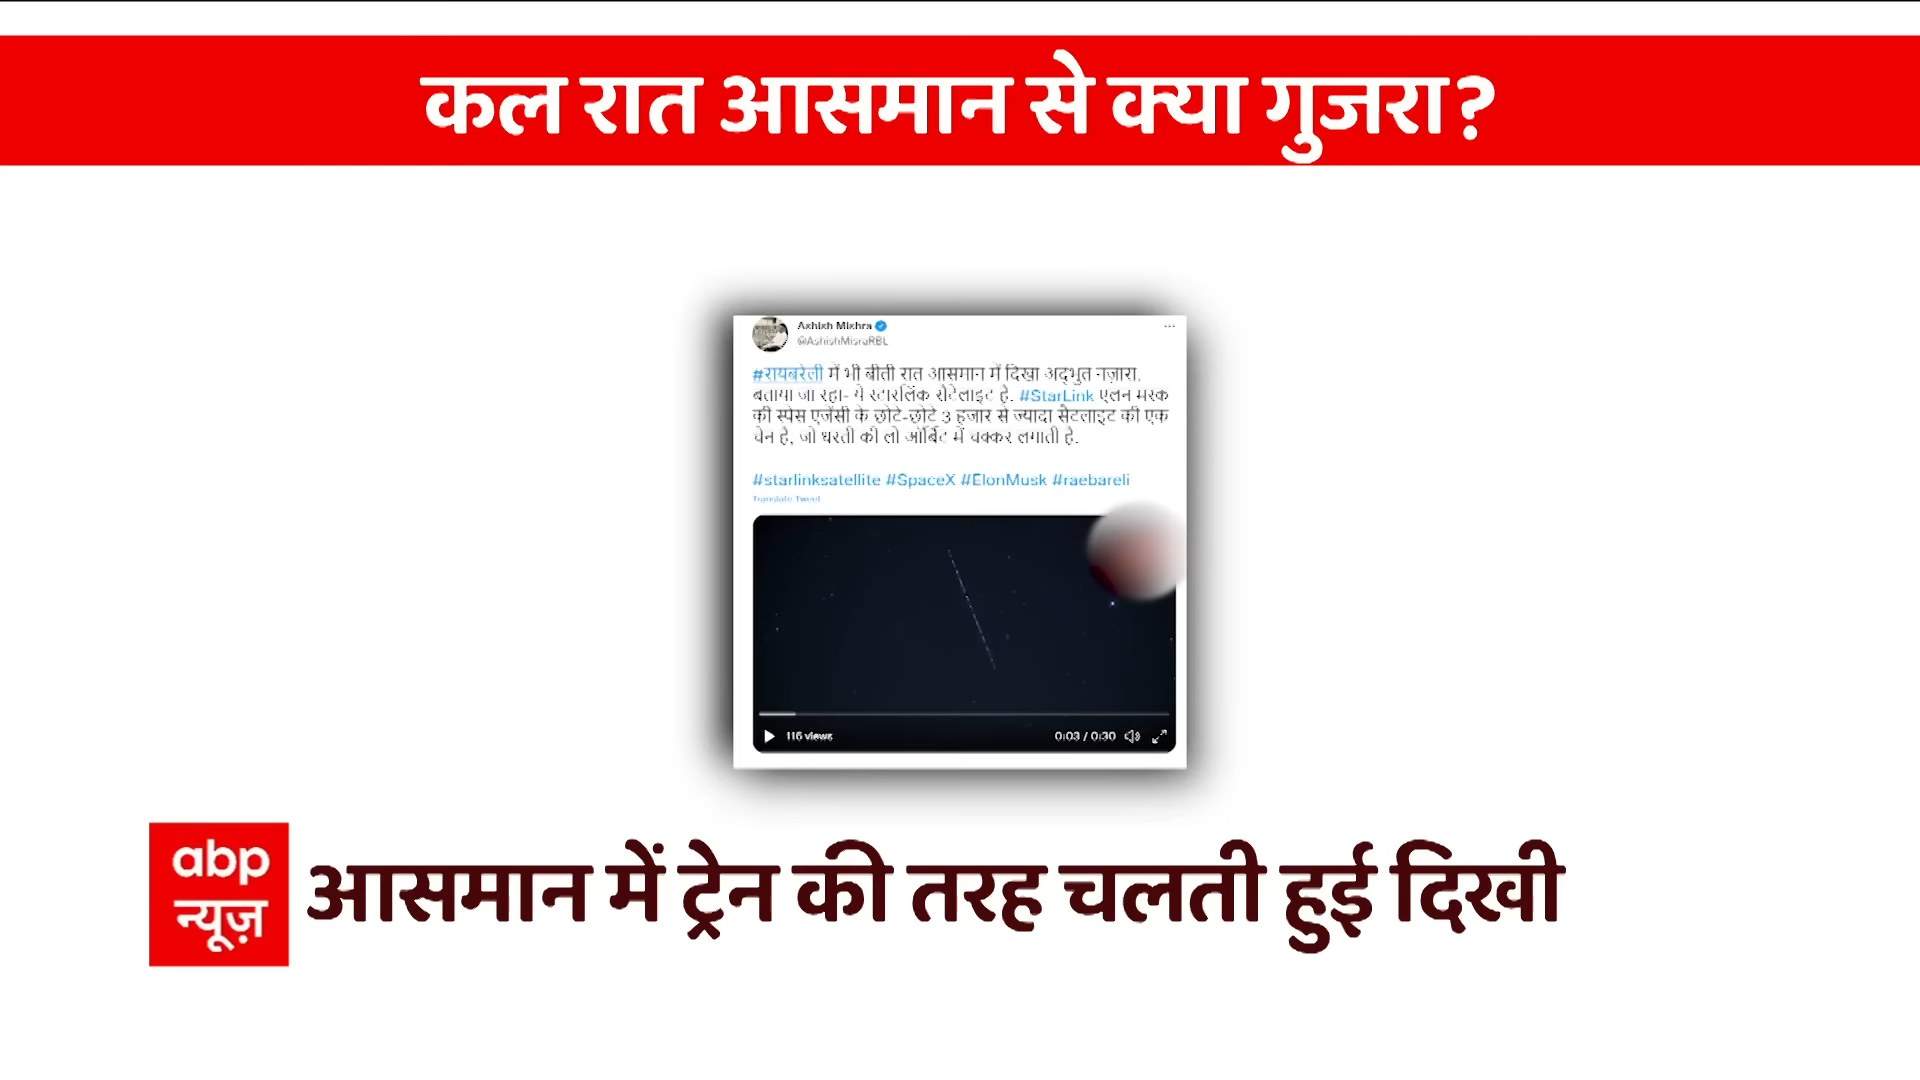 कल रात आसमान से क्या गुजरा?
Ashish Mishra
@AshishMisraRBL
#रायबरेली में भी बीती रात आसमान में दिखा अद्भुत नज़ारा.
बताया जा रहा- ये स्टारलिंक सैटेलाइट है. #StarLink एलन मस्क
की स्पेस एजेंसी के छोटे-छोटे 3 हजार से ज्यादा सेटलाइट की एक
चेन है, जो धरती की लो ऑर्बिट में चक्कर लगाती है.
#starlinksatellite #SpaceX #ElonMusk #raebareli
Translate Tweet
116 views
0:03 / 0:30
abp
न्यूज़
आसमान में ट्रेन की तरह चलती हुई दिखी